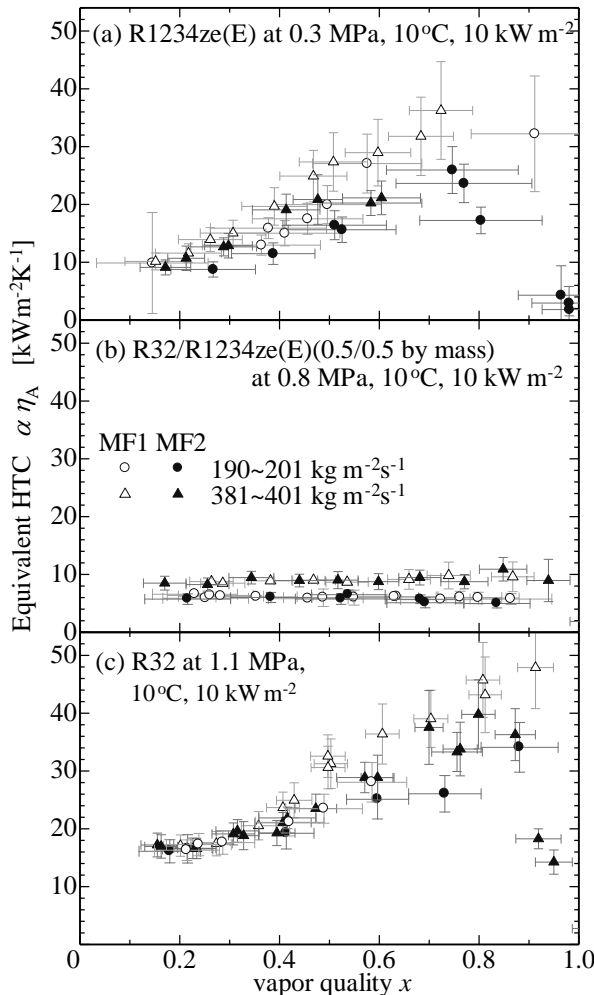 50
(a) R1234ze(E) at 0.3 MPa, 10°C, 10 kW m⁻²
40
30
20
10
0
Equivalent HTC α η_A [kWm⁻²K⁻¹]
50
(b) R32/R1234ze(E)(0.5/0.5 by mass)
at 0.8 MPa, 10°C, 10 kW m⁻²
40
MF1 MF2
30
190~201 kg m⁻²s⁻¹
381~401 kg m⁻²s⁻¹
20
10
0
50
(c) R32 at 1.1 MPa,
10°C, 10 kW m⁻²
40
30
20
10
0
0.2
0.4
0.6
0.8
1.0
vapor quality x